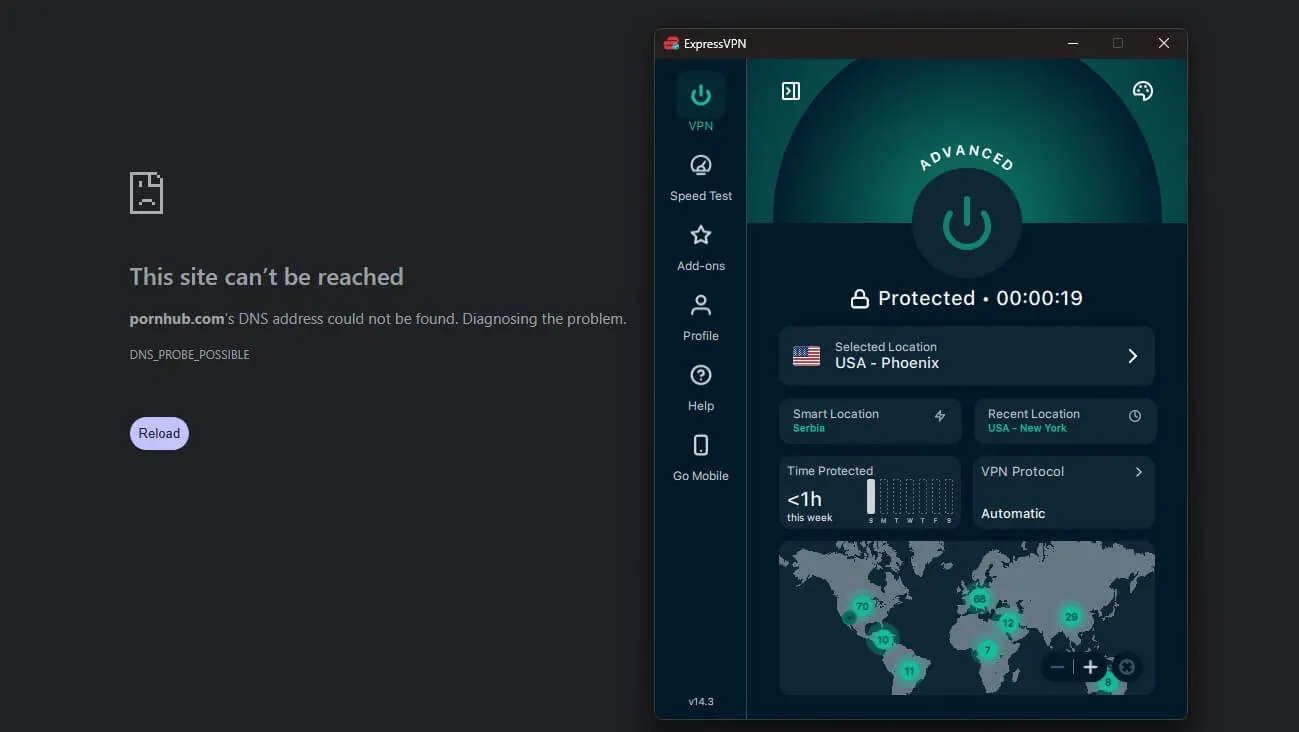 This site can’t be reached
pornhub.com's DNS address could not be found. Diagnosing the problem.
DNS_PROBE_POSSIBLE
Reload
ExpressVPN
VPN
Speed Test
Add-ons
Profile
Help
Go Mobile
v14.3
ADVANCED
Protected • 00:00:19
Selected Location
USA - Phoenix
Smart Location
Serbia
Recent Location
USA - New York
Time Protected
<1h
this week
S M T W T F S
VPN Protocol
Automatic
70
68
29
12
10
7
11
8